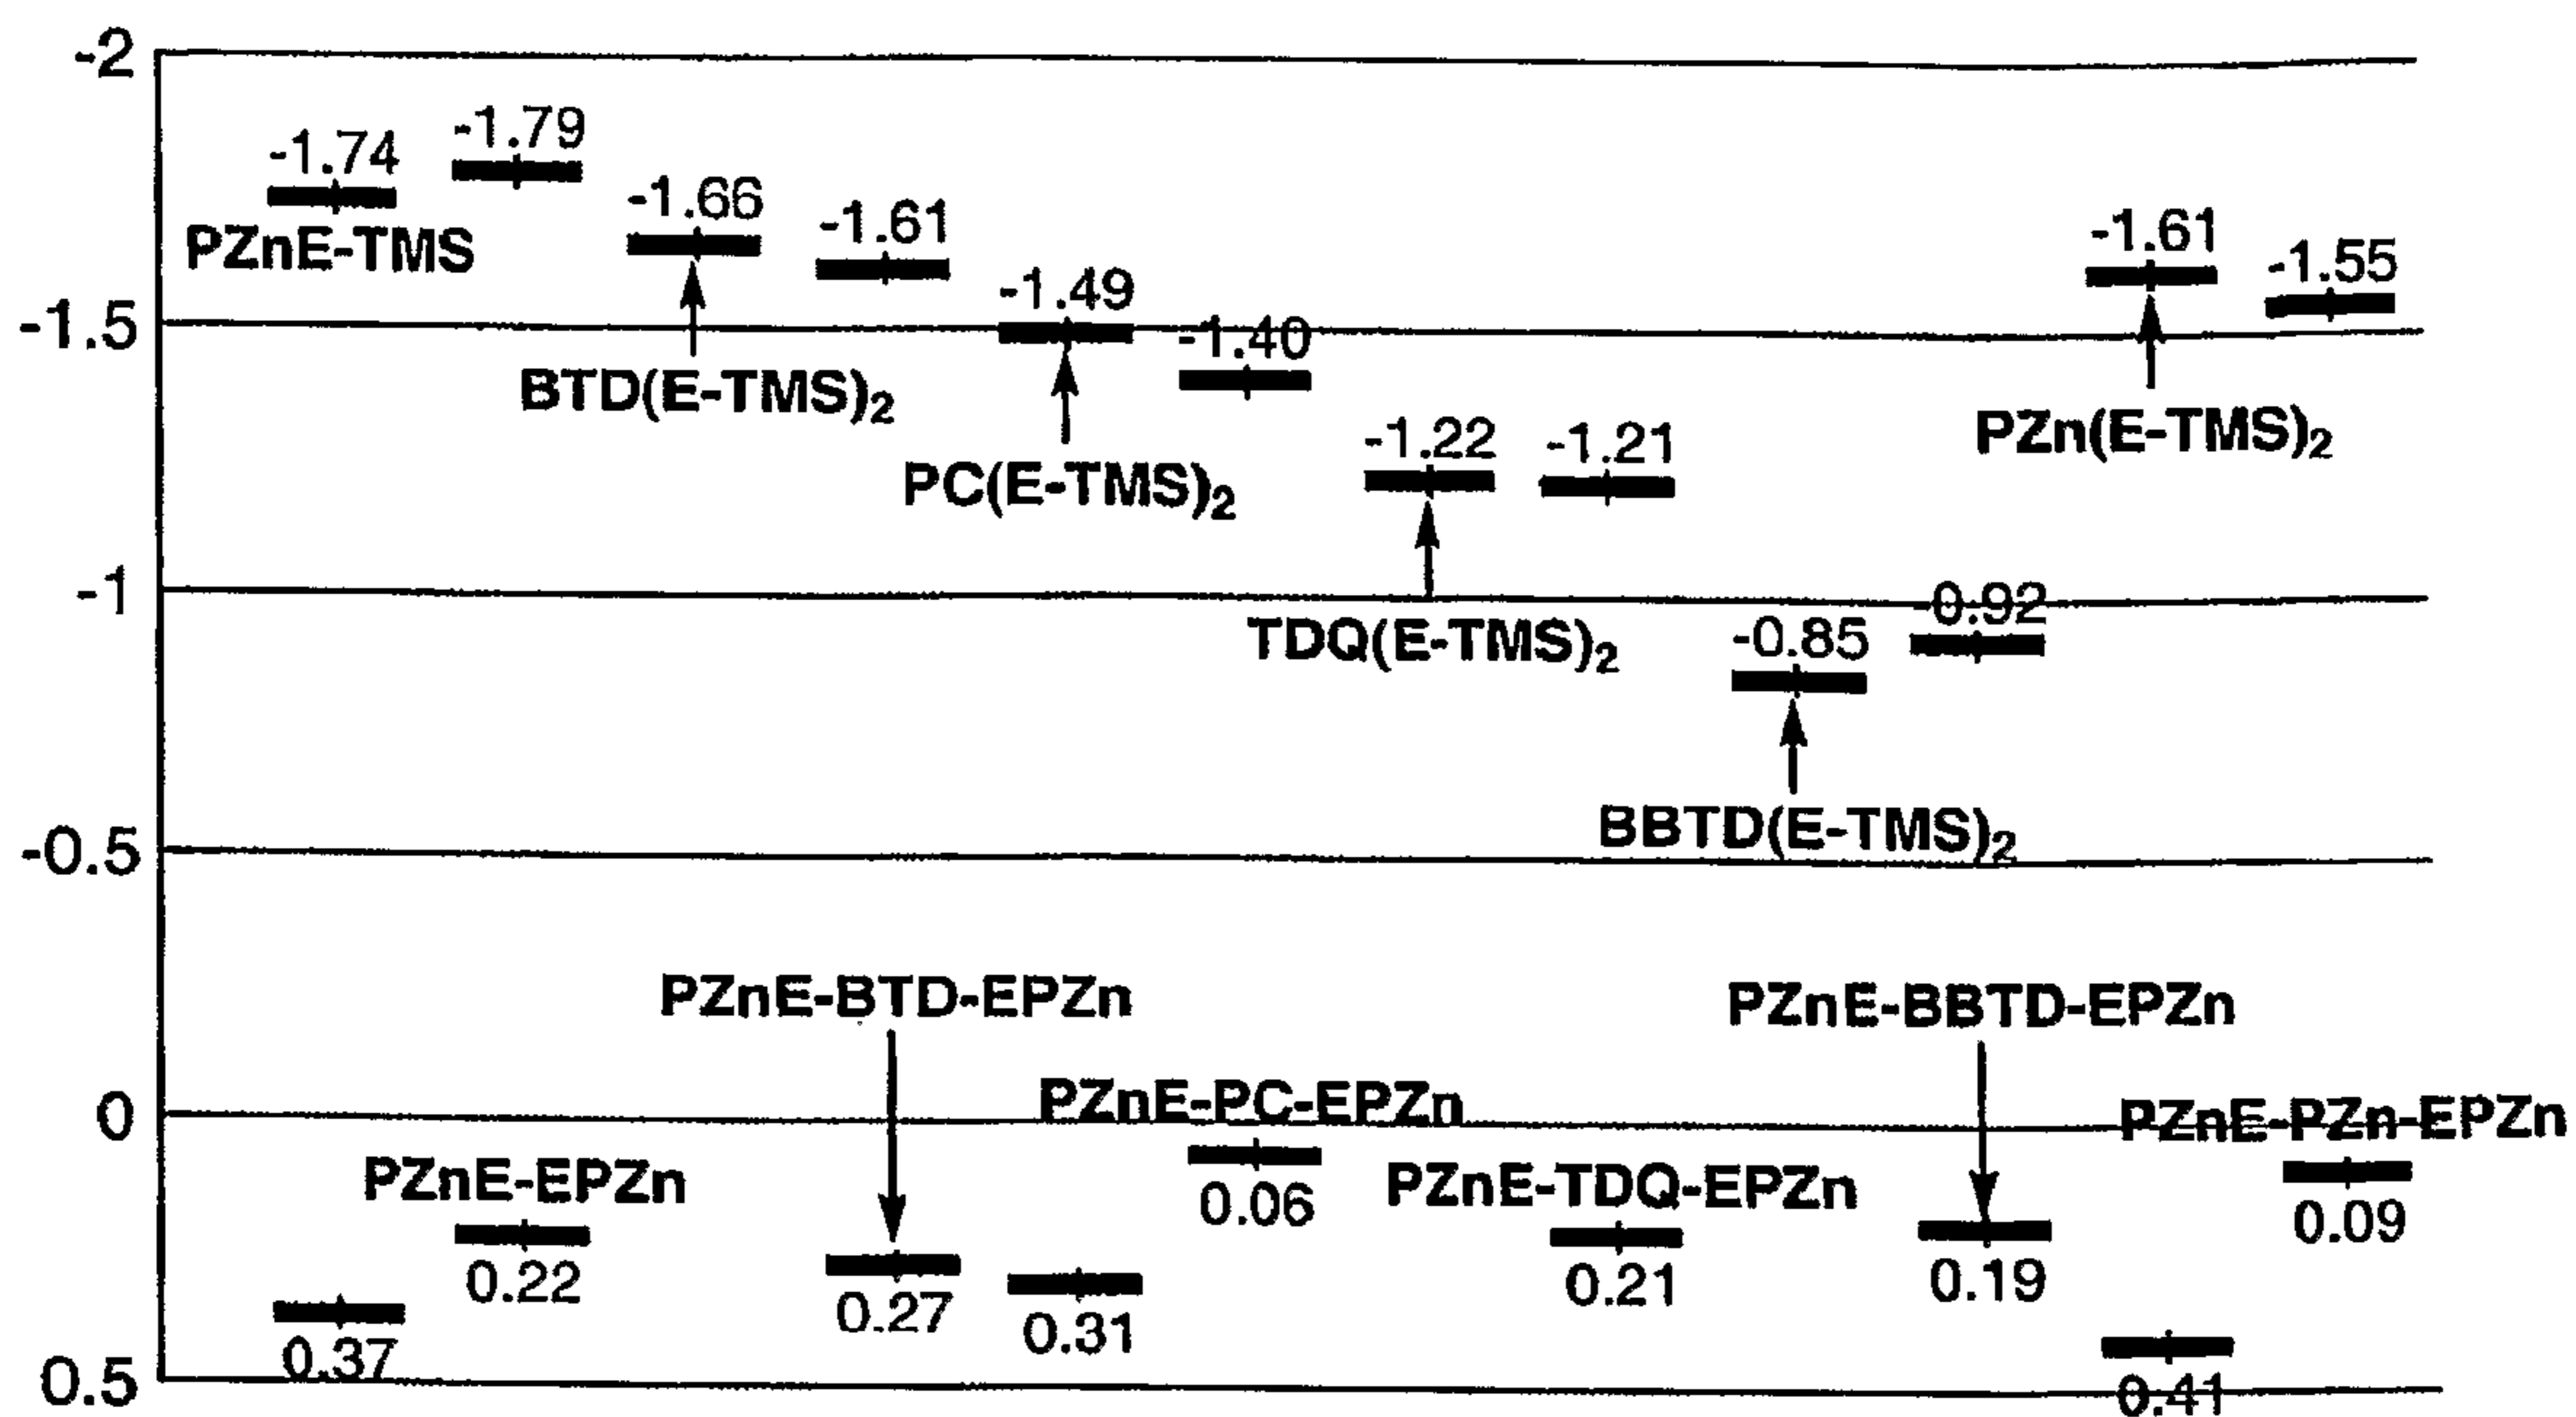 -2
-1.79
-1.74
-1.66
-1.61
-1.61
-1.55
PZnE-TMS
-1.49
-1.5
-1.40
BTD(E-TMS)2
-1.22
-1.21
PZn(E-TMS)2
PC(E-TMS)2
-1
-0.92
TDQ(E-TMS)2
-0.85
BBTD(E-TMS)2
-0.5
PZnE-BTD-EPZn
PZnE-BBTD-EPZn
0
PZnE-PC-EPZn
PZnE-PZn-EPZn
PZnE-EPZn
PZnE-TDQ-EPZn
0.06
0.09
0.22
0.27
0.21
0.19
0.31
0.37
0.5
0.41